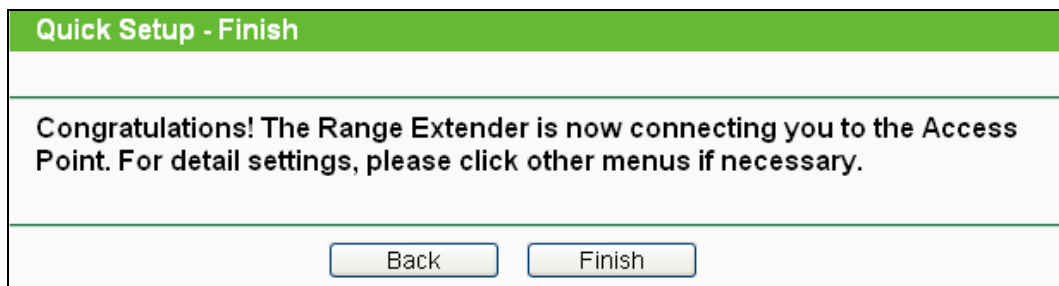 Quick Setup - Finish
Congratulations! The Range Extender is now connecting you to the Access
Point. For detail settings, please click other menus if necessary.
Back Finish